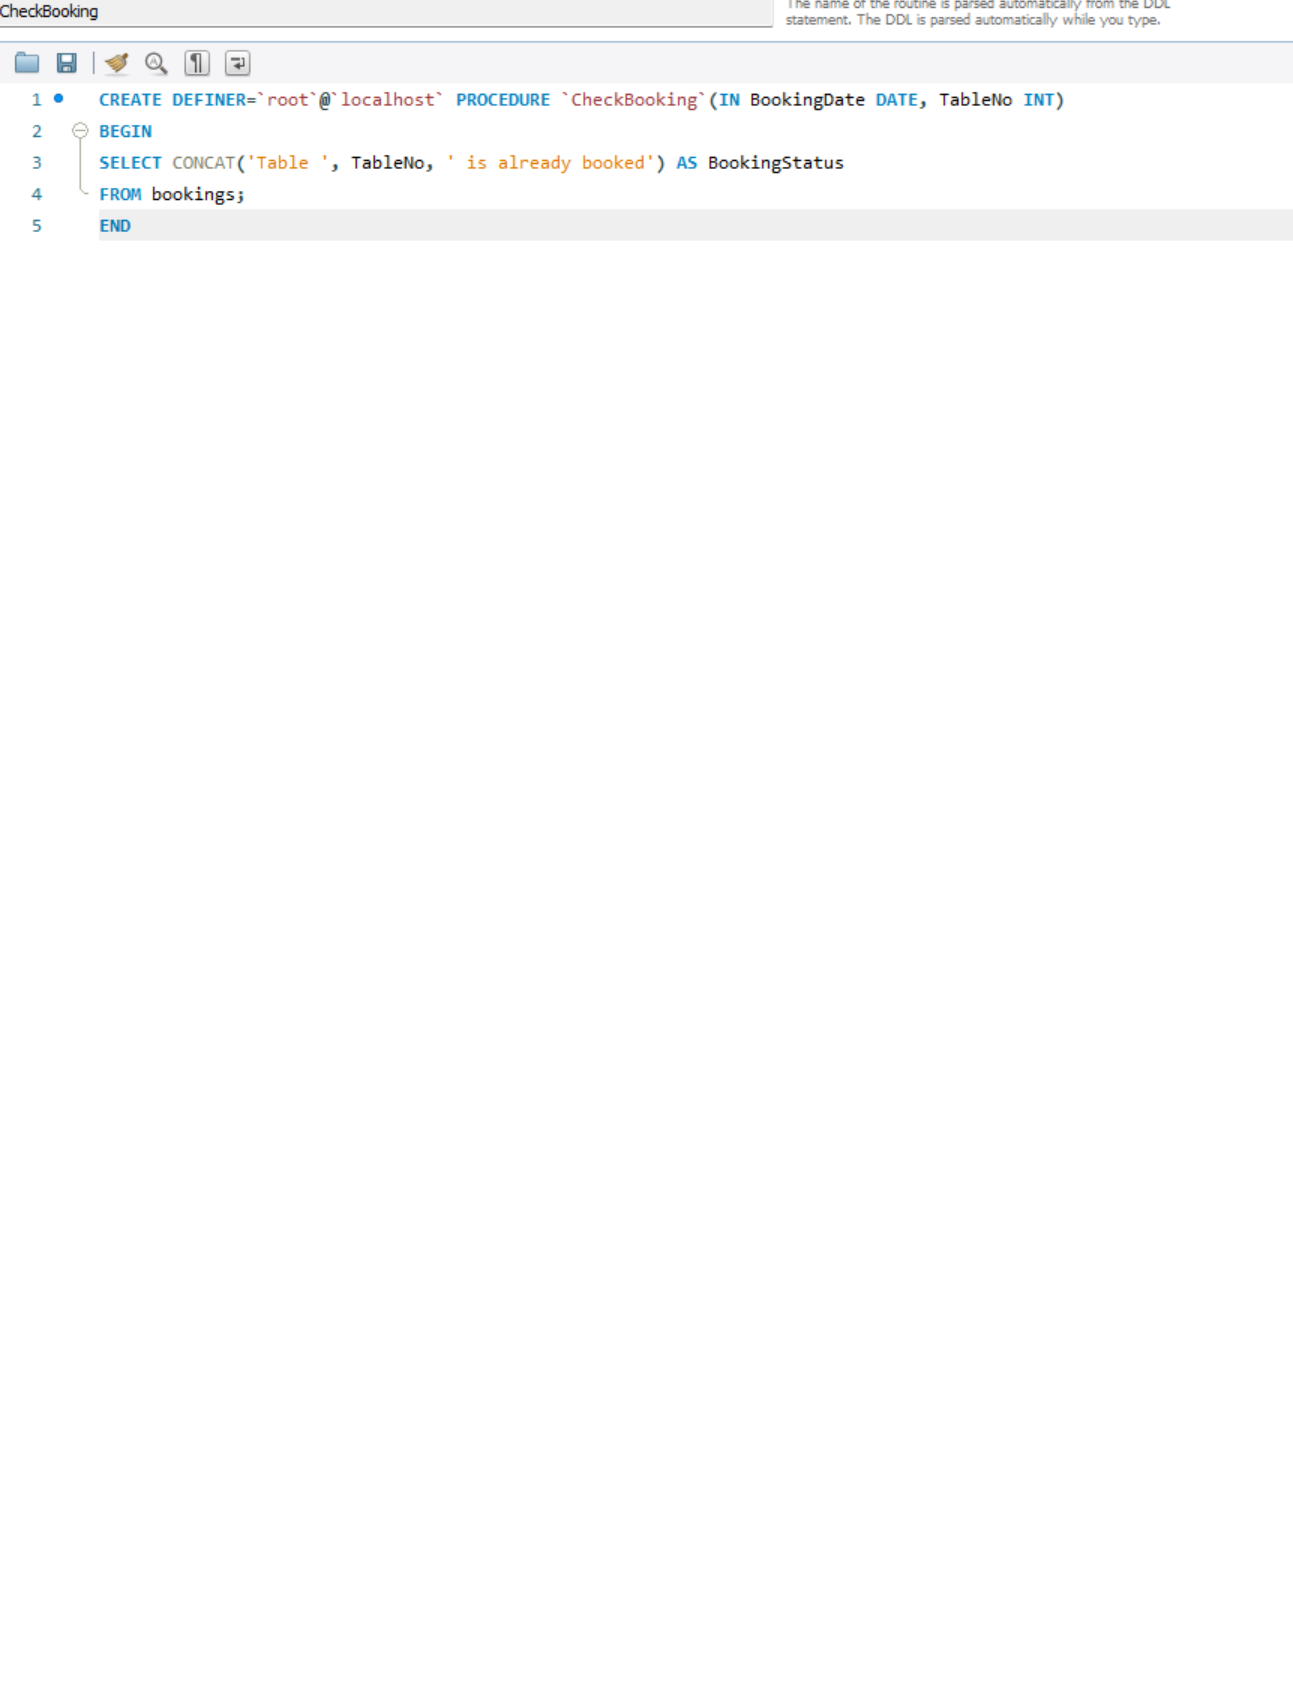 The name of the routine is parsed automatically from the DDL
CheckBooking
statement. The DDL is parsed automatically while you type.
1 CREATE DEFINER=`root`@`localhost` PROCEDURE `CheckBooking`(IN BookingDate DATE, TableNo INT)
2 BEGIN
3 SELECT CONCAT('Table ', TableNo, ' is already booked') AS BookingStatus
4 FROM bookings;
5 END